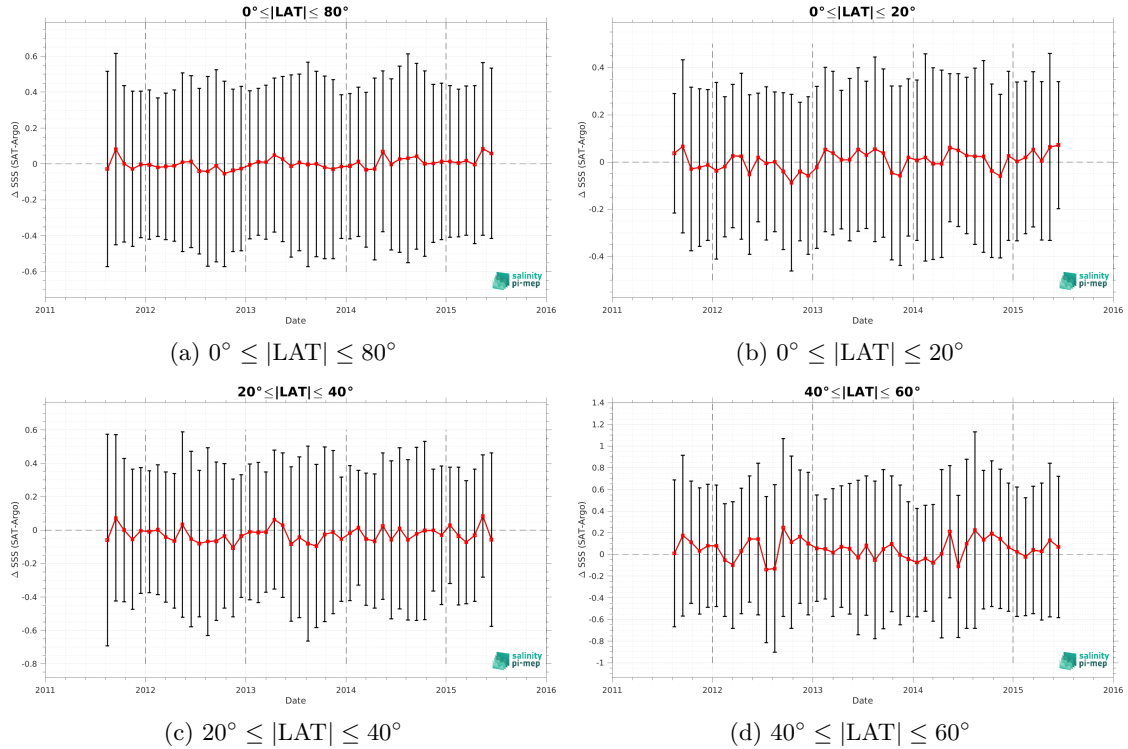 0°≤|LAT|≤ 80°
Δ SSS (SAT-Argo)
0.6
0.4
0.2
0
-0.2
-0.4
-0.6
salinity
pi-mep
2011 2012 2013 2014 2015 2016
Date
(a) 0° ≤ |LAT| ≤ 80°
0°≤|LAT|≤ 20°
Δ SSS (SAT-Argo)
0.4
0.2
0
-0.2
-0.4
salinity
pi-mep
2011 2012 2013 2014 2015 2016
Date
(b) 0° ≤ |LAT| ≤ 20°
20°≤|LAT|≤ 40°
Δ SSS (SAT-Argo)
0.6
0.4
0.2
0
-0.2
-0.4
-0.6
-0.8
salinity
pi-mep
2011 2012 2013 2014 2015 2016
Date
(c) 20° ≤ |LAT| ≤ 40°
40°≤|LAT|≤ 60°
Δ SSS (SAT-Argo)
1.4
1.2
1
0.8
0.6
0.4
0.2
0
-0.2
-0.4
-0.6
-0.8
-1
salinity
pi-mep
2011 2012 2013 2014 2015 2016
Date
(d) 40° ≤ |LAT| ≤ 60°